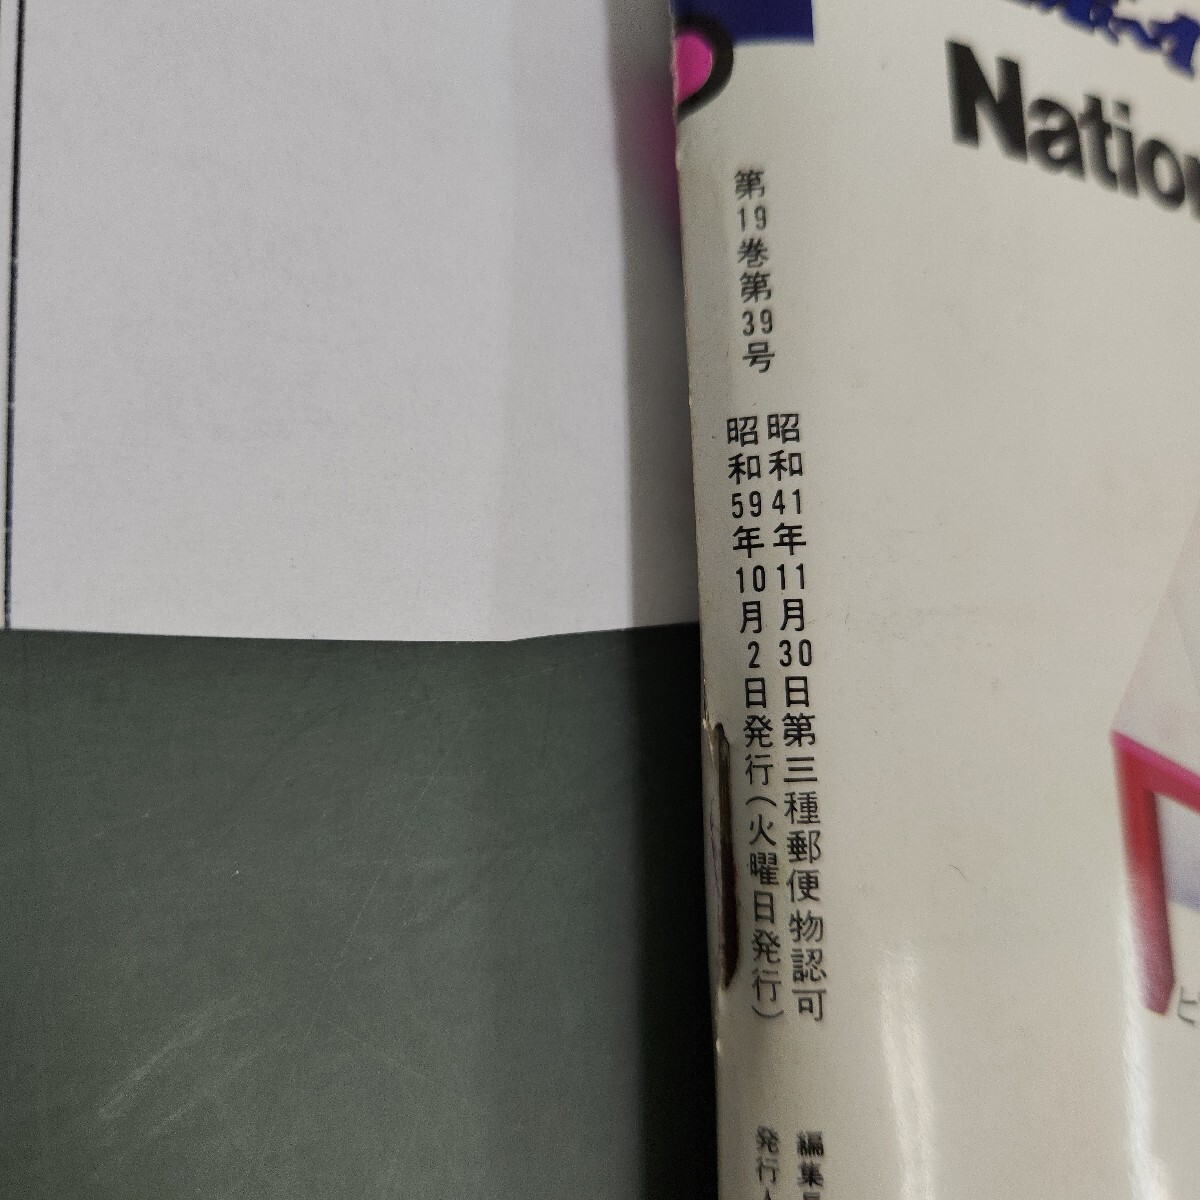 Nation
第19巻第39号
昭和41年11月30日第三種郵便物認可
昭和59年10月2日発行(火曜日発行)
編集
発行人